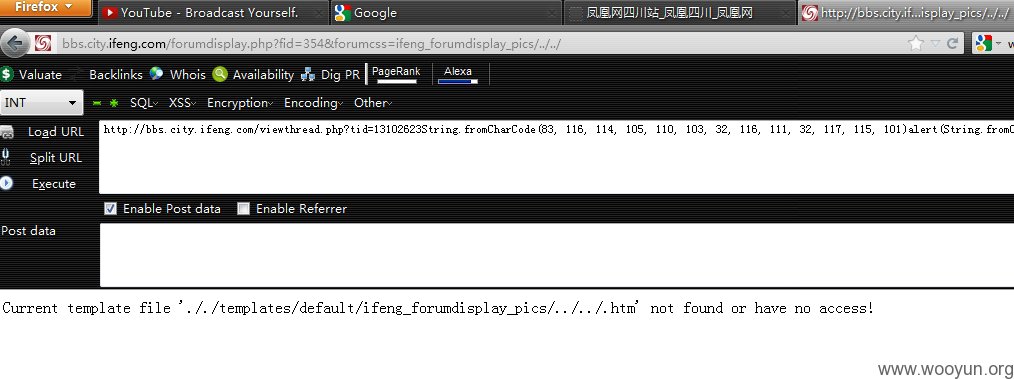 Firefox
YouTube - Broadcast Yourself.
Google
凤凰网四川站_凤凰四川_凤凰网
http://bbs.city.if...isplay_pics/../../
bbs.city.ifeng.com/forumdisplay.php?fid=354&forumcss=ifeng_forumdisplay_pics/../../
Valuate Backlinks Whois Availability Dig PR PageRank Alexa
INT SQL XSS Encryption Encoding Other
Load URL
http://bbs.city.ifeng.com/viewthread.php?tid=13102623String.fromCharCode(83, 116, 114, 105, 110, 103, 32, 116, 111, 32, 117, 115, 101)alert(String.fromC
Split URL
Execute
Enable Post data Enable Referrer
Post data
Current template file '././templates/default/ifeng_forumdisplay_pics/../../.htm' not found or have no access!
www.wooyun.org